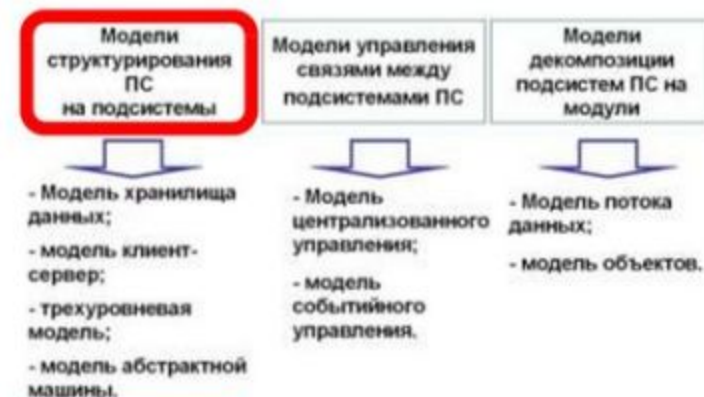 Модели
структурирования
ПС
на подсистемы
Модели управления
связями между
подсистемами ПС
Модели
декомпозиции
подсистем ПС на
модули
- Модель хранилища
данных;
- модель клиент-
сервер;
- трехуровневая
модель;
- модель абстрактной
машины.
- Модель
централизованного
управления;
- модель
событийного
управления.
- Модель потока
данных;
- модель объектов.